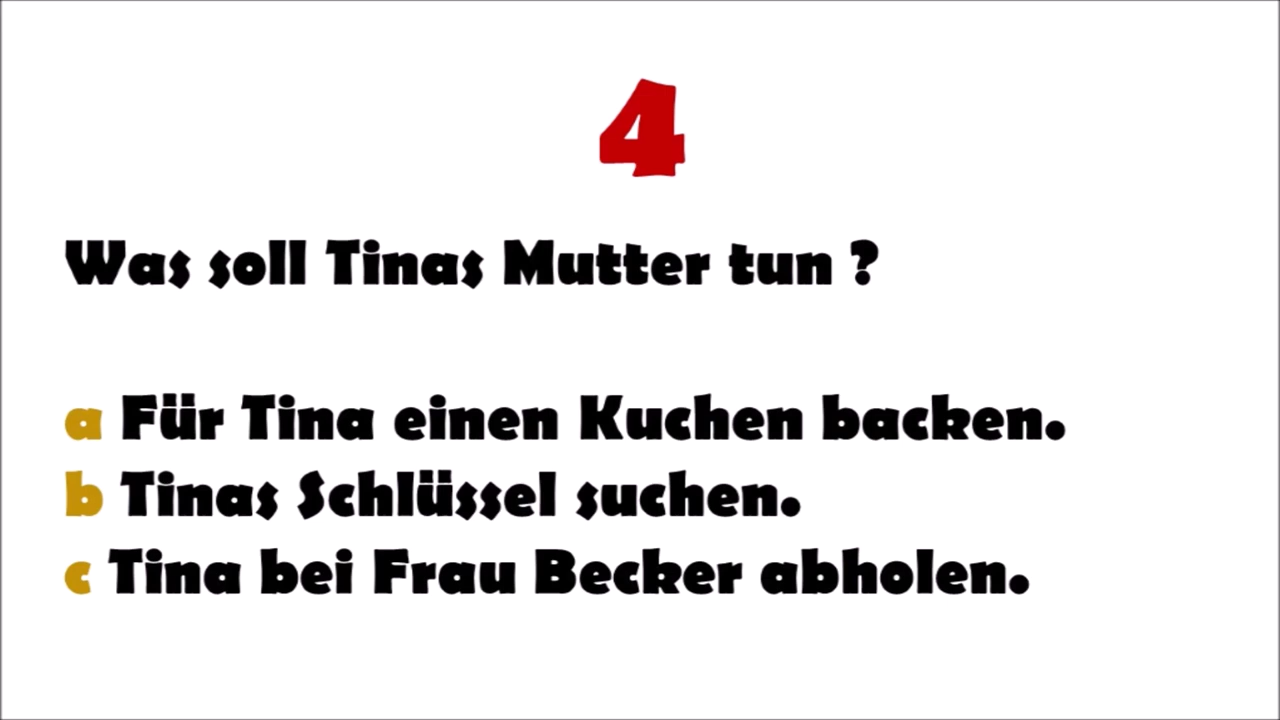 4
Was soll Tinas Mutter tun ?
a Für Tina einen Kuchen backen.
b Tinas Schlüssel suchen.
c Tina bei Frau Becker abholen.